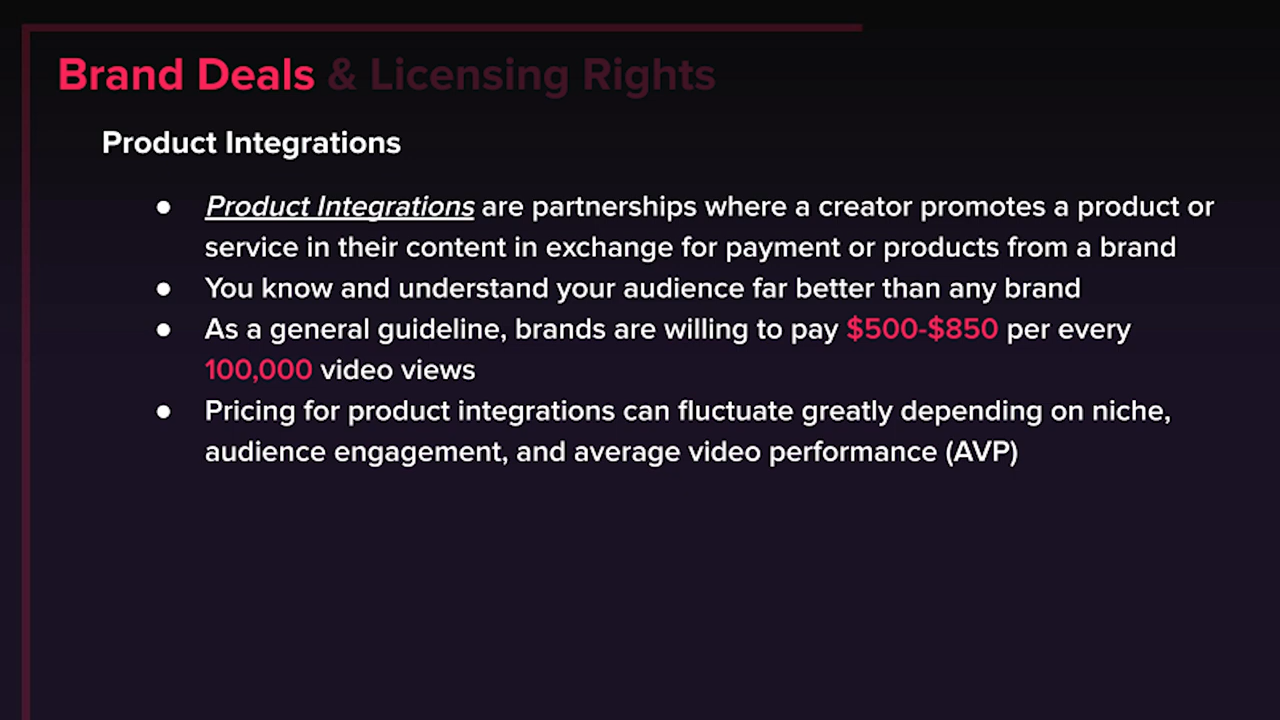 Brand Deals & Licensing Rights
Product Integrations
● Product Integrations are partnerships where a creator promotes a product or
service in their content in exchange for payment or products from a brand
● You know and understand your audience far better than any brand
● As a general guideline, brands are willing to pay $500-$850 per every
100,000 video views
● Pricing for product integrations can fluctuate greatly depending on niche,
audience engagement, and average video performance (AVP)